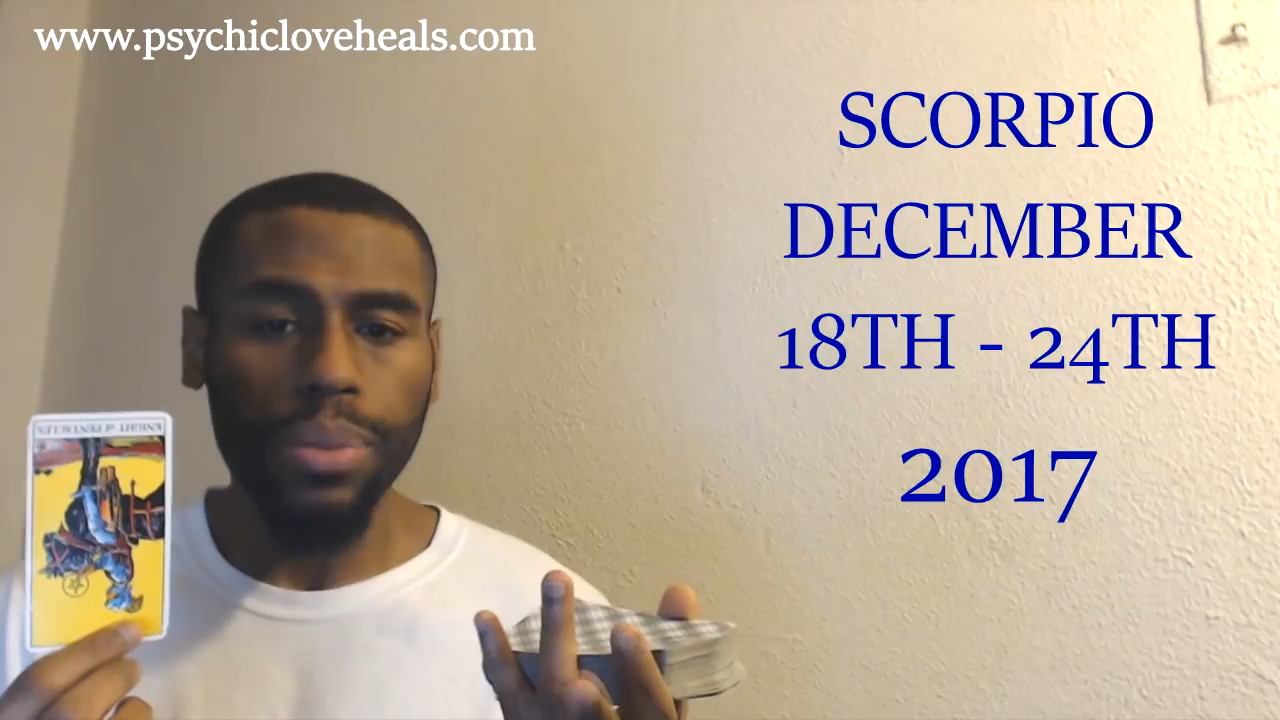 www.psychicloveheals.com
SCORPIO
DECEMBER
18TH - 24TH
2017
KNIGHT of PENTACLES.